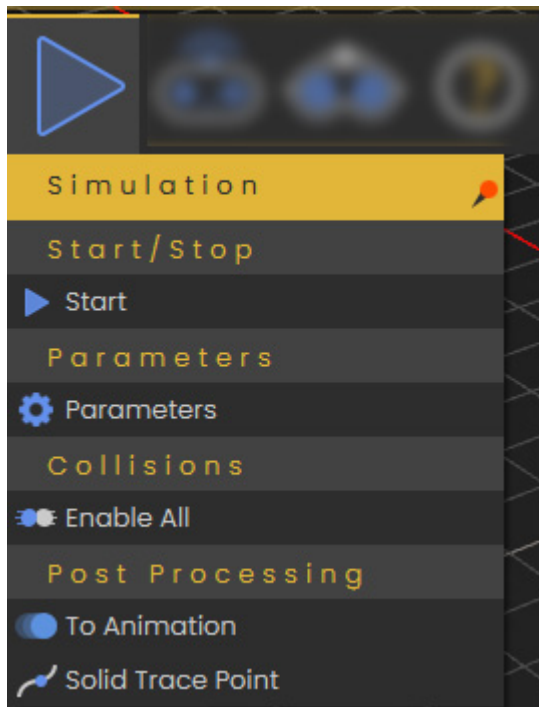 Simulation
Start/Stop
Start
Parameters
Parameters
Collisions
Enable All
Post Processing
To Animation
Solid Trace Point